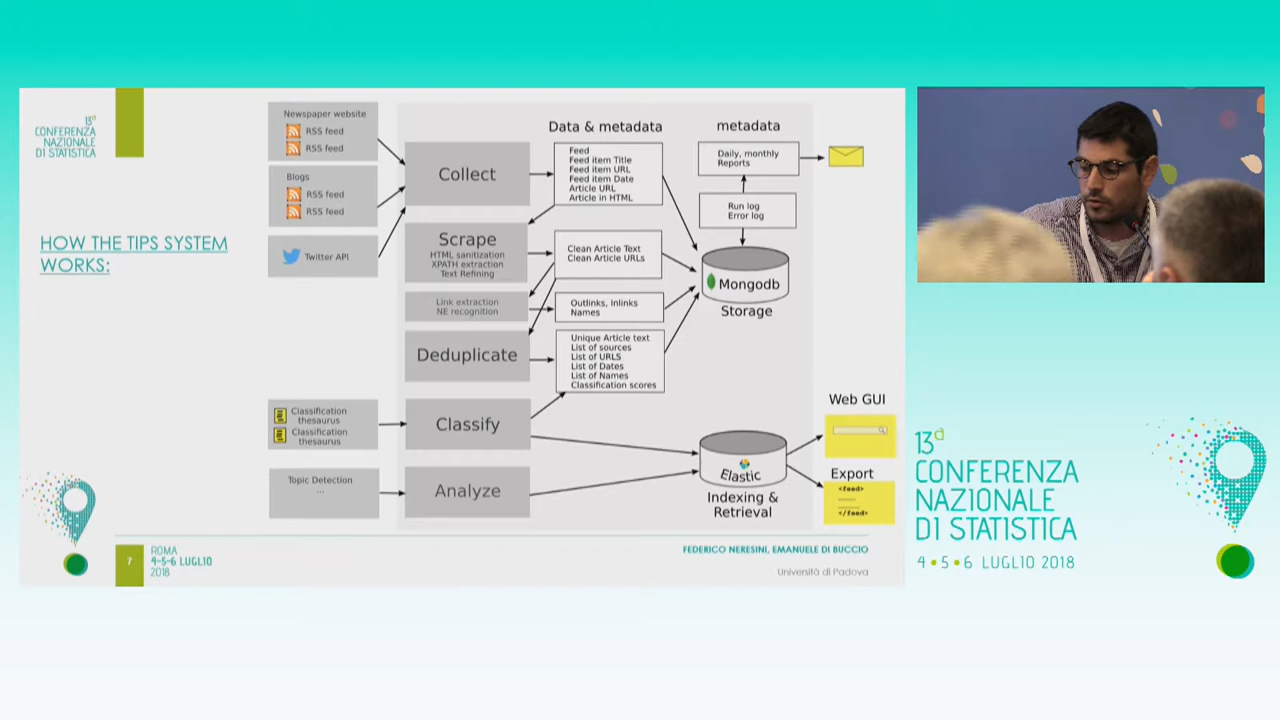 13a
CONFERENZA
NAZIONALE
DI STATISTICA
HOW THE TIPS SYSTEM
WORKS:
Newspaper website
RSS feed
RSS feed
Blogs
RSS feed
RSS feed
Twitter API
Classification
thesaurus
Classification
thesaurus
Topic Detection
...
Collect
Scrape
HTML sanitization
XPATH extraction
Text Refining
Link extraction
NE recognition
Deduplicate
Classify
Analyze
Data & metadata
Feed
Feed item Title
Feed item URL
Feed item Date
Article URL
Article in HTML
Clean Article Text
Clean Article URLs
Outlinks, Inlinks
Names
Unique Article text
List of sources
List of URLS
List of Dates
List of Names
Classification scores
metadata
Daily, monthly
Reports
Run log
Error log
Mongodb
Storage
Elastic
Indexing &
Retrieval
Web GUI
Export
<feed>
</feed>
7
ROMA
4-5-6 LUGLIO
2018
FEDERICO NERESINI, EMANUELE DI BUCCIO
Università di Padova
13a
CONFERENZA
NAZIONALE
DI STATISTICA
4•5•6 LUGLIO 2018